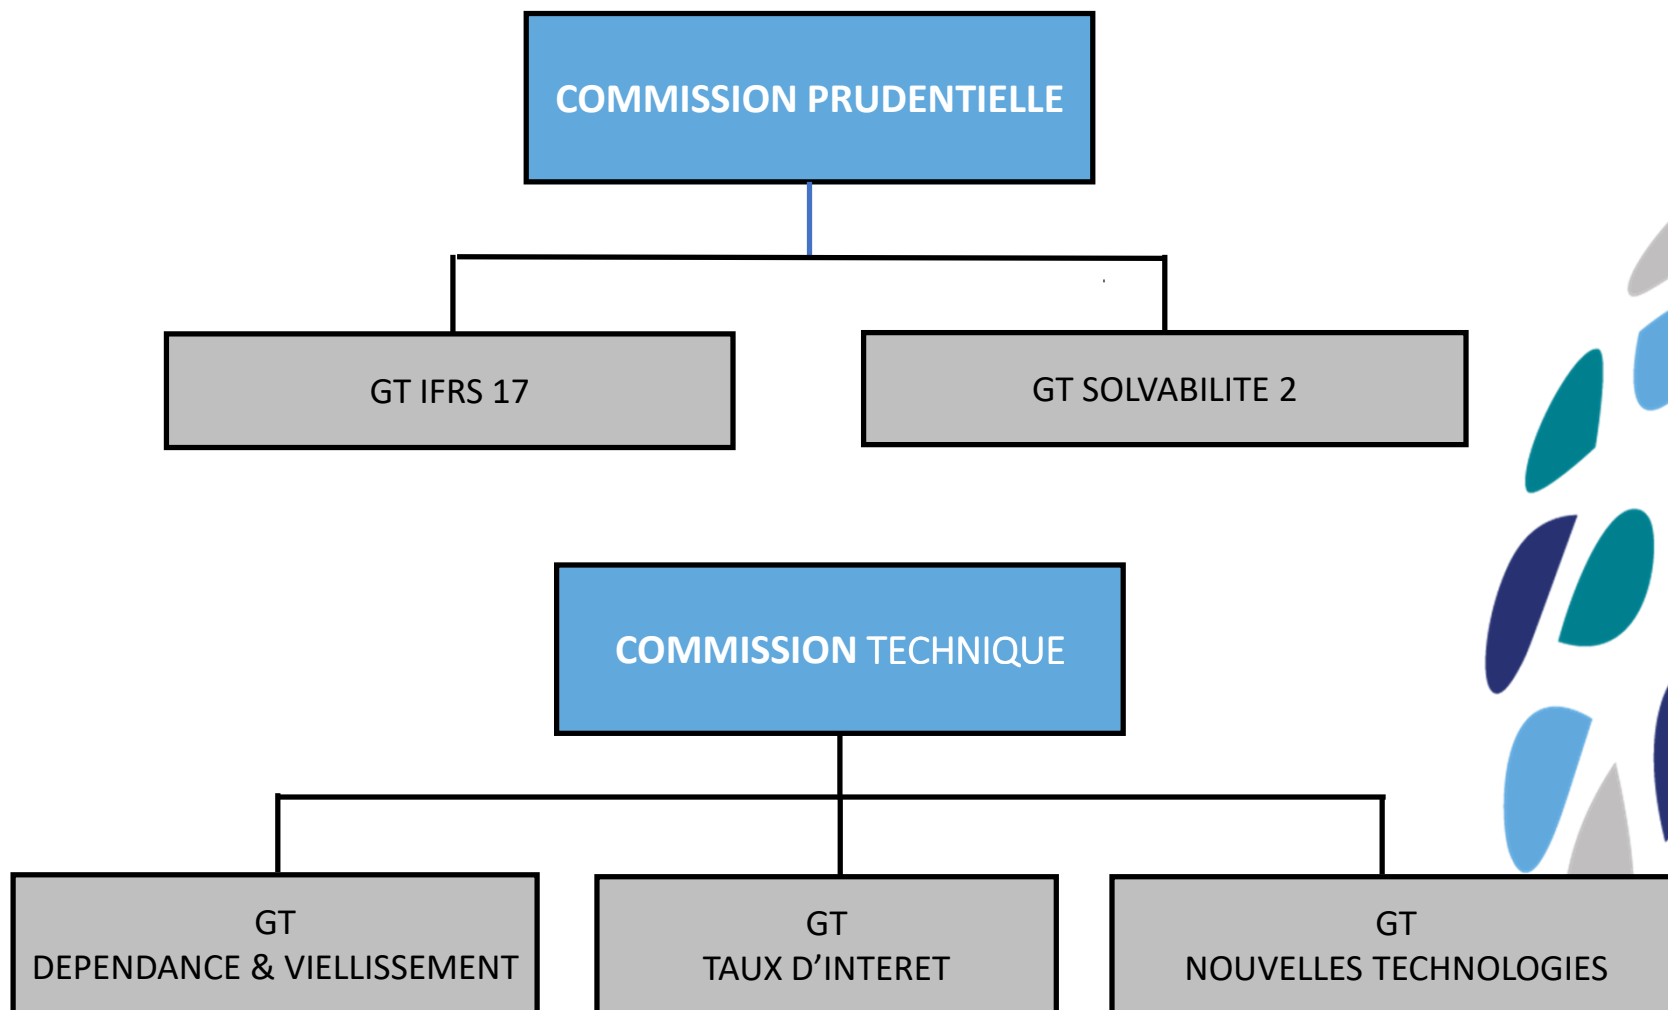 COMMISSION PRUDENTIELLE
GT IFRS 17
GT SOLVABILITE 2
COMMISSION TECHNIQUE
GT
DEPENDANCE & VIELLISSEMENT
GT
TAUX D’INTERET
GT
NOUVELLES TECHNOLOGIES